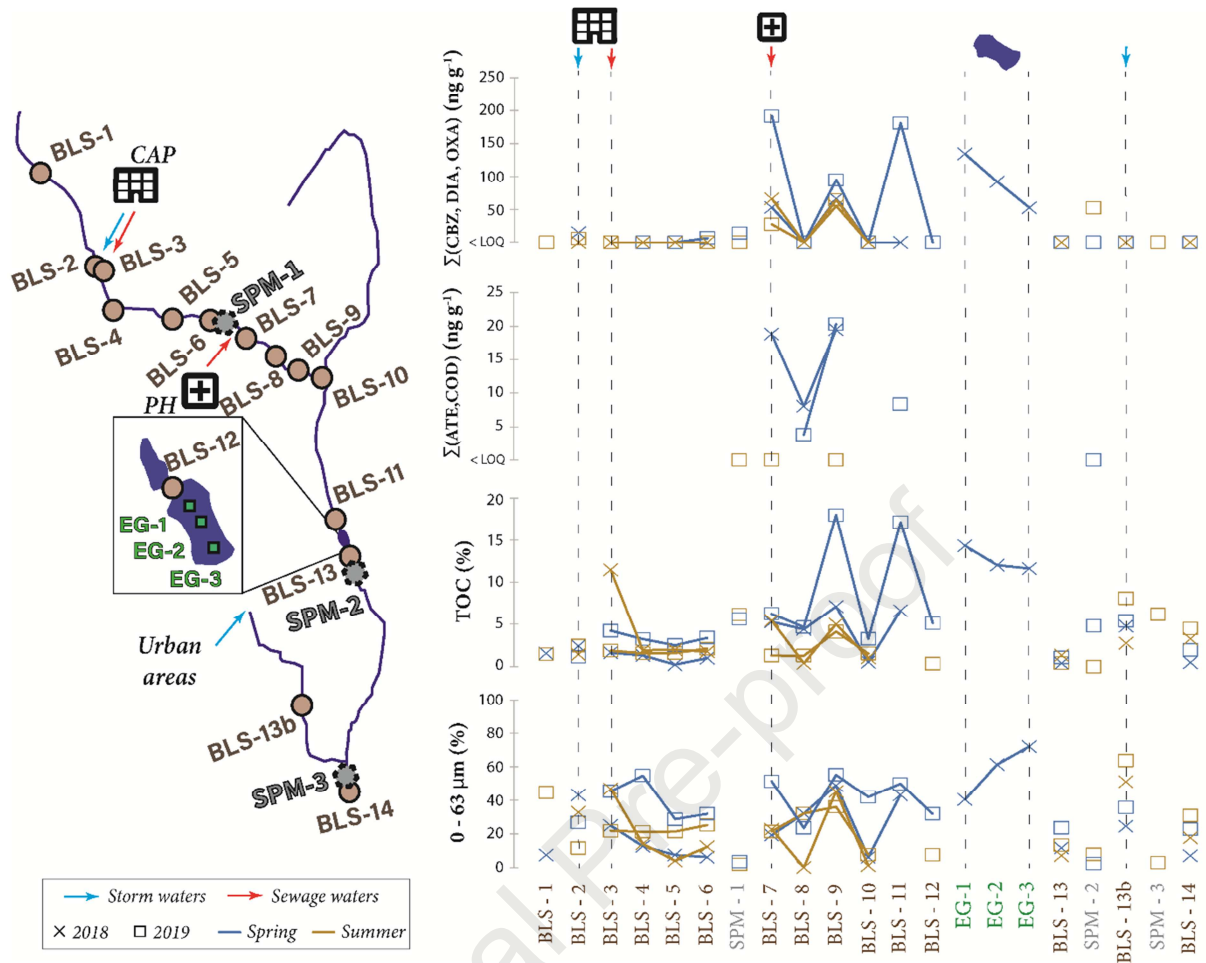 BLS-1
CAP
BLS-2
BLS-3
BLS-4
BLS-5
SPM-1
BLS-6
BLS-7
BLS-8
BLS-9
BLS-10
PH
BLS-12
BLS-11
EG-1
EG-2
EG-3
BLS-13
SPM-2
Urban
areas
BLS-13b
SPM-3
BLS-14
Storm waters
Sewage waters
2018
2019
Spring
Summer
Σ(CBZ, DIA, OXA) (ng g⁻¹)
250
200
150
100
50
< LOQ
Σ(ATE,COD) (ng g⁻¹)
25
20
15
10
5
< LOQ
TOC (%)
20
15
10
5
0
0 - 63 µm (%)
100
80
60
40
20
0
BLS - 1
BLS - 2
BLS - 3
BLS - 4
BLS - 5
BLS - 6
SPM - 1
BLS - 7
BLS - 8
BLS - 9
BLS - 10
BLS - 11
BLS - 12
EG-1
EG-2
EG-3
BLS - 13
SPM - 2
BLS - 13b
SPM - 3
BLS - 14
al Pre-proof